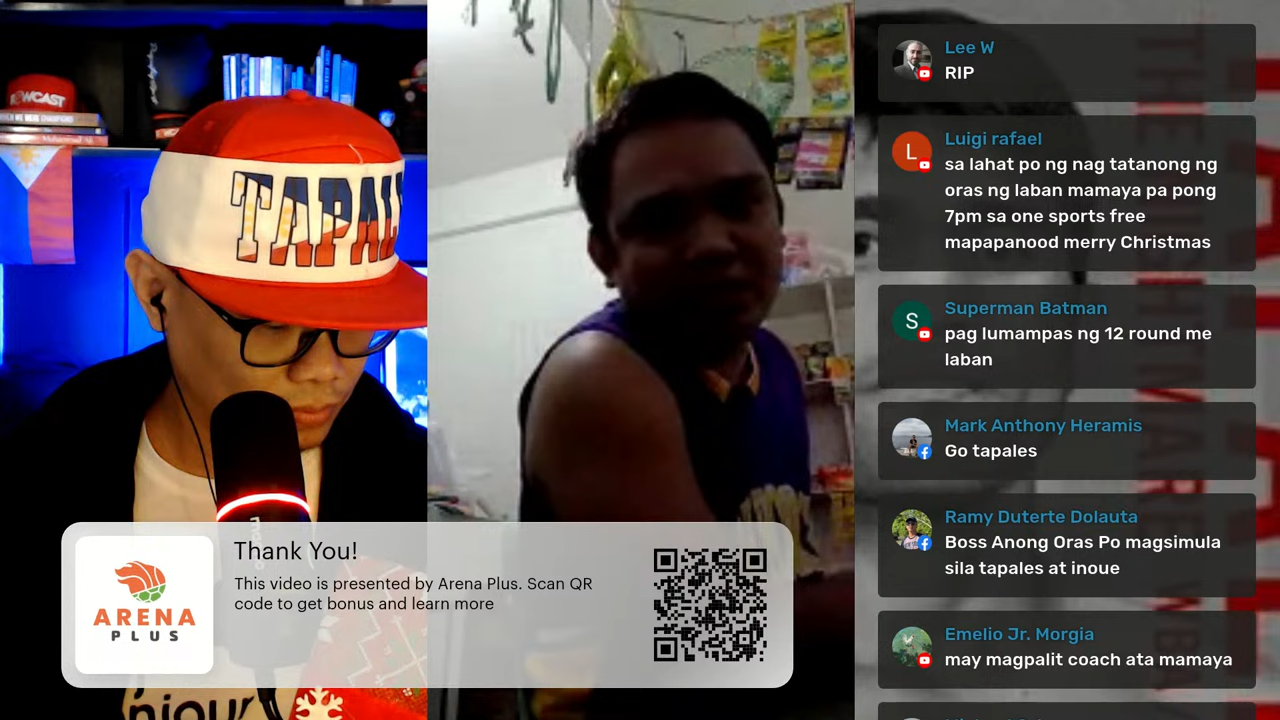 POWCAST
TAPAL
Thank You!
This video is presented by Arena Plus. Scan QR
code to get bonus and learn more
ARENA
PLUS
Lee W
RIP
Luigi rafael
L
sa lahat po ng nag tatanong ng
oras ng laban mamaya pa pong
7pm sa one sports free
mapapanood merry Christmas
Superman Batman
S
pag lumampas ng 12 round me
laban
Mark Anthony Heramis
Go tapales
Ramy Duterte Dolauta
Boss Anong Oras Po magsimula
sila tapales at inoue
Emelio Jr. Morgia
may magpalit coach ata mamaya